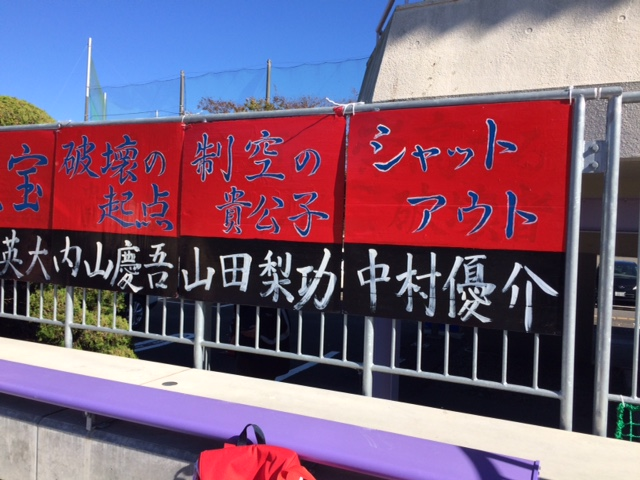 宝
英大
破壊の
起点
内山慶吾
制空の
貴公子
山田梨功
シャット
アウト
中村優介